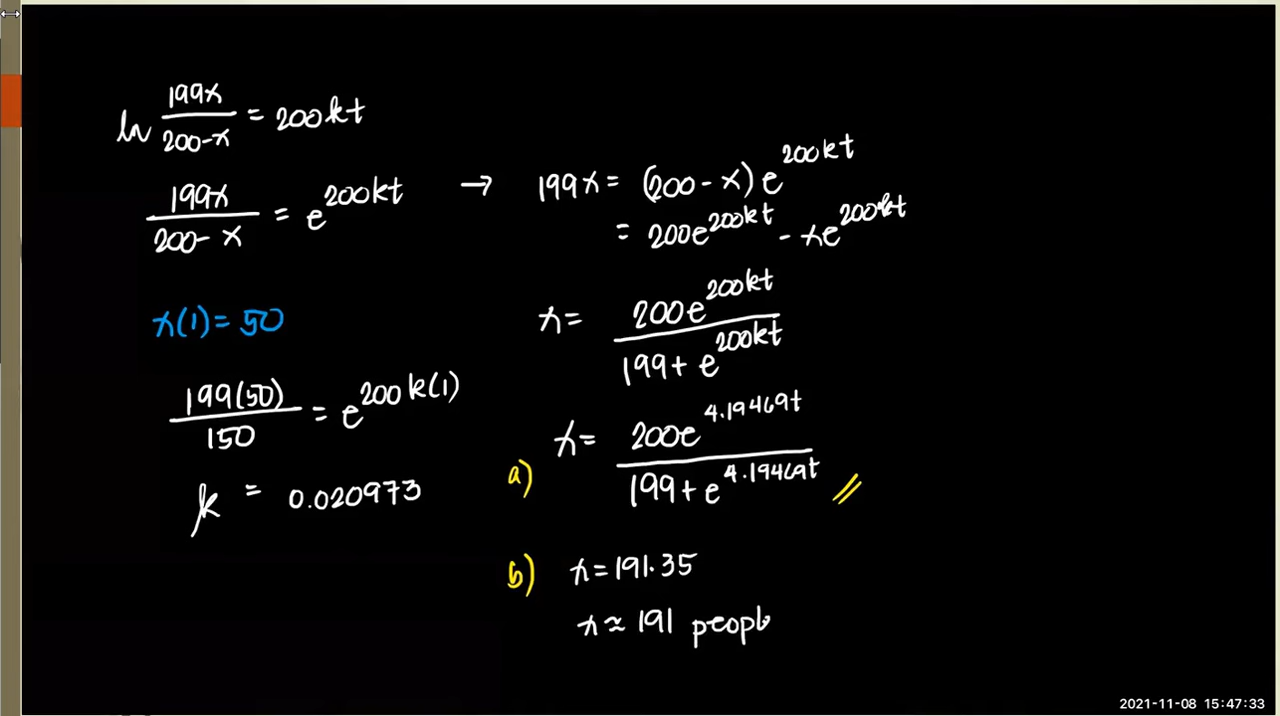 ln 199x/(200-x) = 200kt
199x/(200-x) = e^200kt → 199x = (200-x)e^200kt
= 200e^200kt - xe^200kt
x(1) = 50
x = 200e^200kt/(199+e^200kt)
199(50)/150 = e^200k(1)
k = 0.020973
a) x = 200e^4.19469t/(199+e^4.19469t) //
b) x = 191.35
x ≈ 191 people
2021-11-08 15:47:33